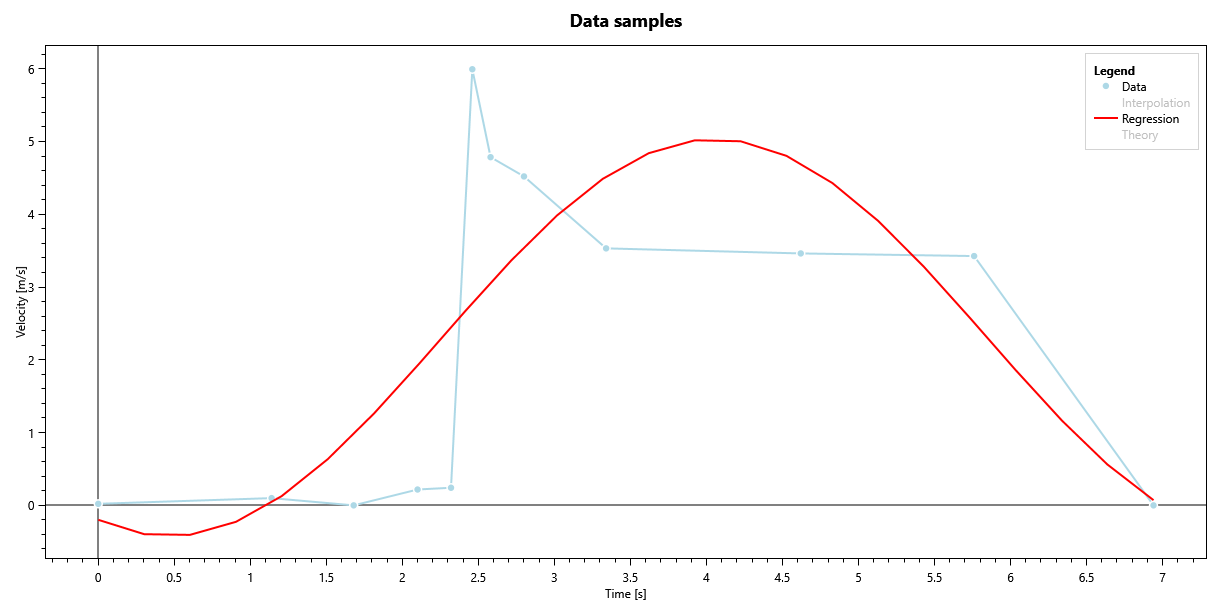 Data samples
Legend
Data
Interpolation
Regression
Theory
6
5
4
3
2
1
0
Velocity [m/s]
0 0.5 1 1.5 2 2.5 3 3.5 4 4.5 5 5.5 6 6.5 7
Time [s]